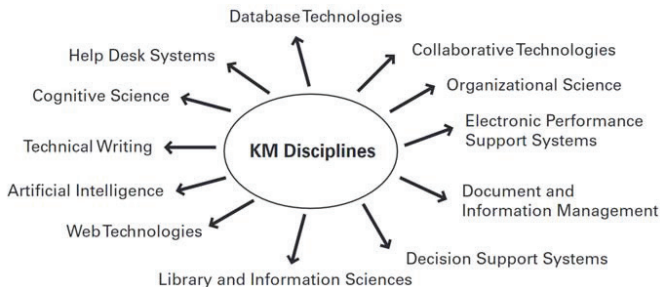 Database Technologies
Help Desk Systems
Collaborative Technologies
Cognitive Science
Organizational Science
Electronic Performance
Support Systems
Technical Writing
KM Disciplines
Artificial Intelligence
Document and
Information Management
Web Technologies
Decision Support Systems
Library and Information Sciences